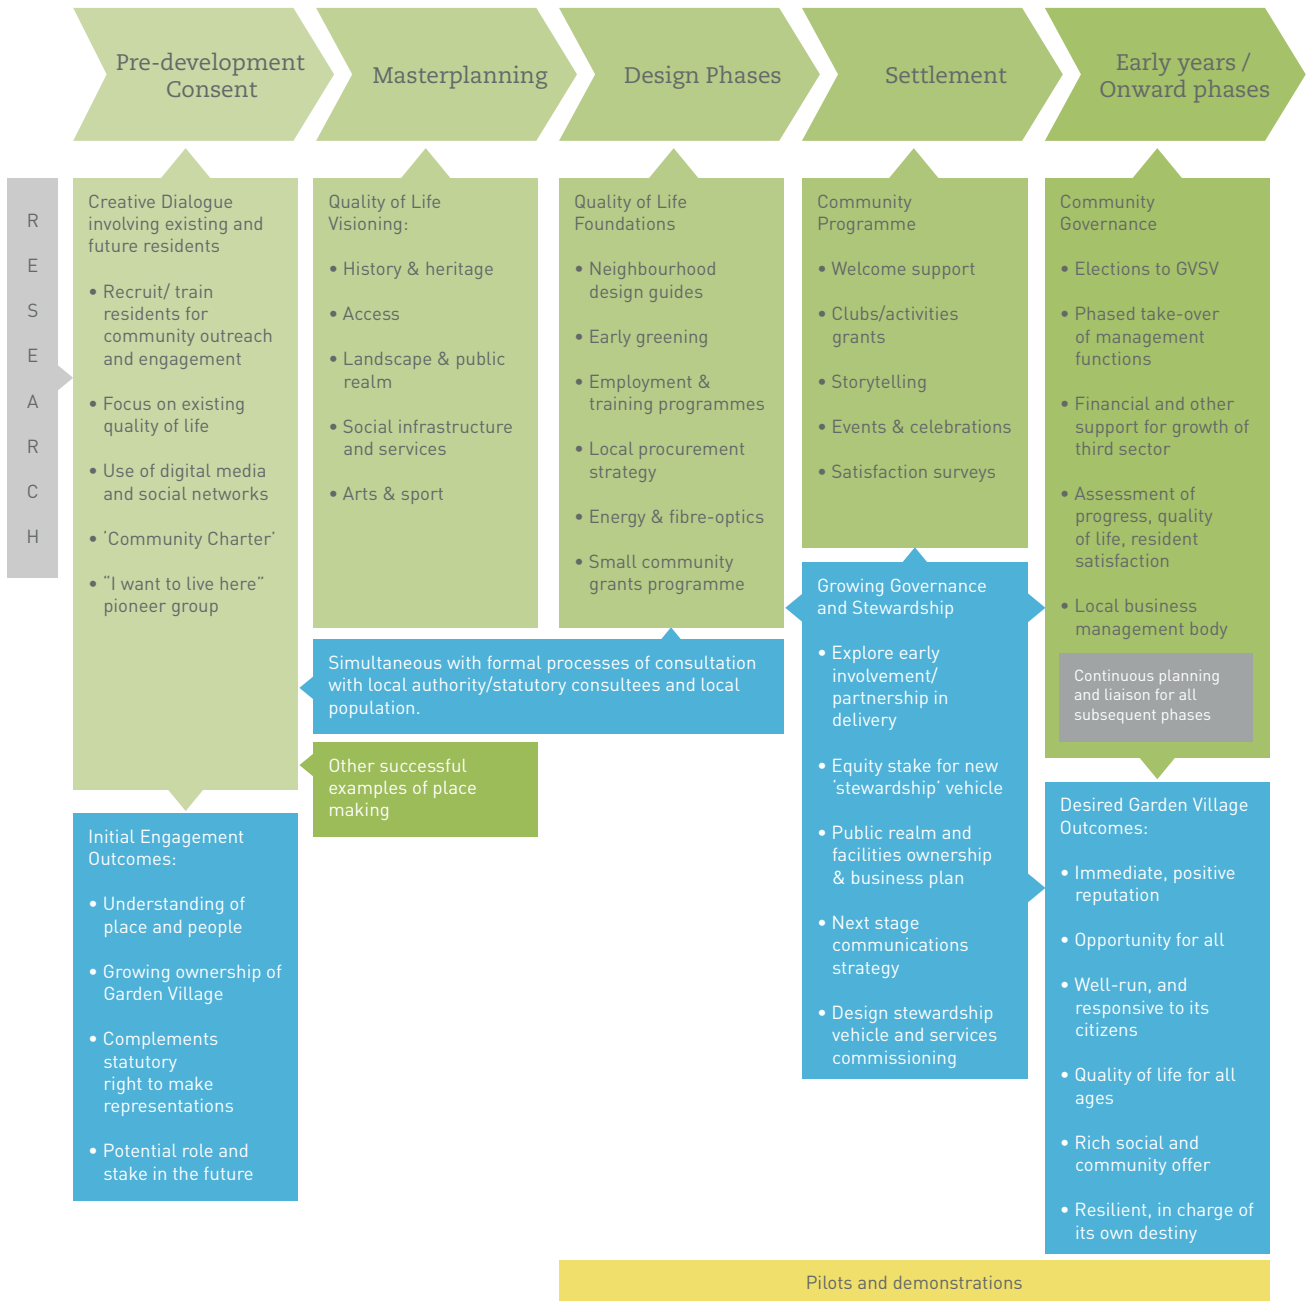 Pre-development
Consent
Masterplanning
Design Phases
Settlement
Early years /
Onward phases
R
E
S
E
A
R
C
H
Creative Dialogue
involving existing and
future residents
• Recruit/ train
residents for
community outreach
and engagement
• Focus on existing
quality of life
• Use of digital media
and social networks
• ‘Community Charter’
• “I want to live here”
pioneer group
Initial Engagement
Outcomes:
• Understanding of
place and people
• Growing ownership of
Garden Village
• Complements
statutory
right to make
representations
• Potential role and
stake in the future
Quality of Life
Visioning:
• History & heritage
• Access
• Landscape & public
realm
• Social infrastructure
and services
• Arts & sport
Quality of Life
Foundations
• Neighbourhood
design guides
• Early greening
• Employment &
training programmes
• Local procurement
strategy
• Energy & fibre-optics
• Small community
grants programme
Simultaneous with formal processes of consultation
with local authority/statutory consultees and local
population.
Other successful
examples of place
making
Community
Programme
• Welcome support
• Clubs/activities
grants
• Storytelling
• Events & celebrations
• Satisfaction surveys
Growing Governance
and Stewardship
• Explore early
involvement/
partnership in
delivery
• Equity stake for new
‘stewardship’ vehicle
• Public realm and
facilities ownership
& business plan
• Next stage
communications
strategy
• Design stewardship
vehicle and services
commissioning
Community
Governance
• Elections to GVSV
• Phased take-over
of management
functions
• Financial and other
support for growth of
third sector
• Assessment of
progress, quality
of life, resident
satisfaction
• Local business
management body
Continuous planning
and liaison for all
subsequent phases
Desired Garden Village
Outcomes:
• Immediate, positive
reputation
• Opportunity for all
• Well-run, and
responsive to its
citizens
• Quality of life for all
ages
• Rich social and
community offer
• Resilient, in charge of
its own destiny
Pilots and demonstrations